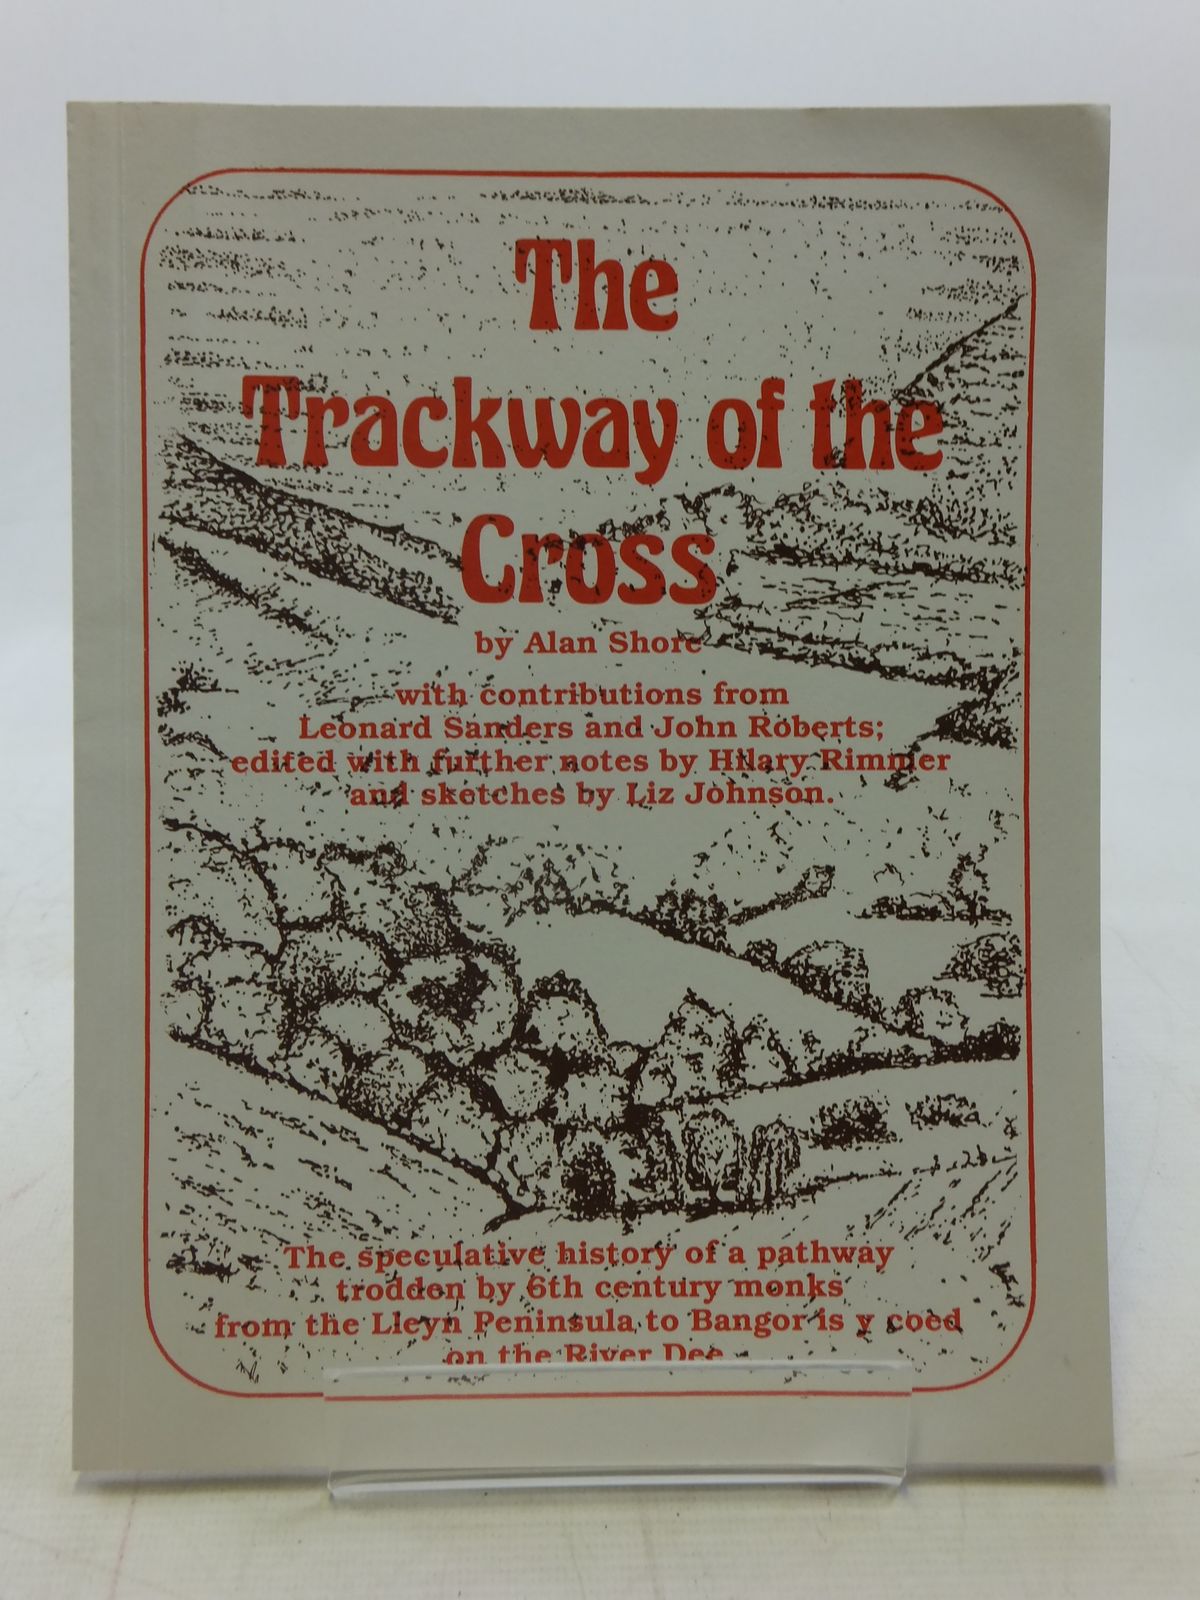 The
Trackway of the
Cross
by Alan Shore
with contributions from
Leonard Sanders and John Roberts;
edited with further notes by Hilary Rimmer
and sketches by Liz Johnson.
The speculative history of a pathway
trodden by 6th century monks
from the Lleyn Peninsula to Bangor is y coed
on the River Dee